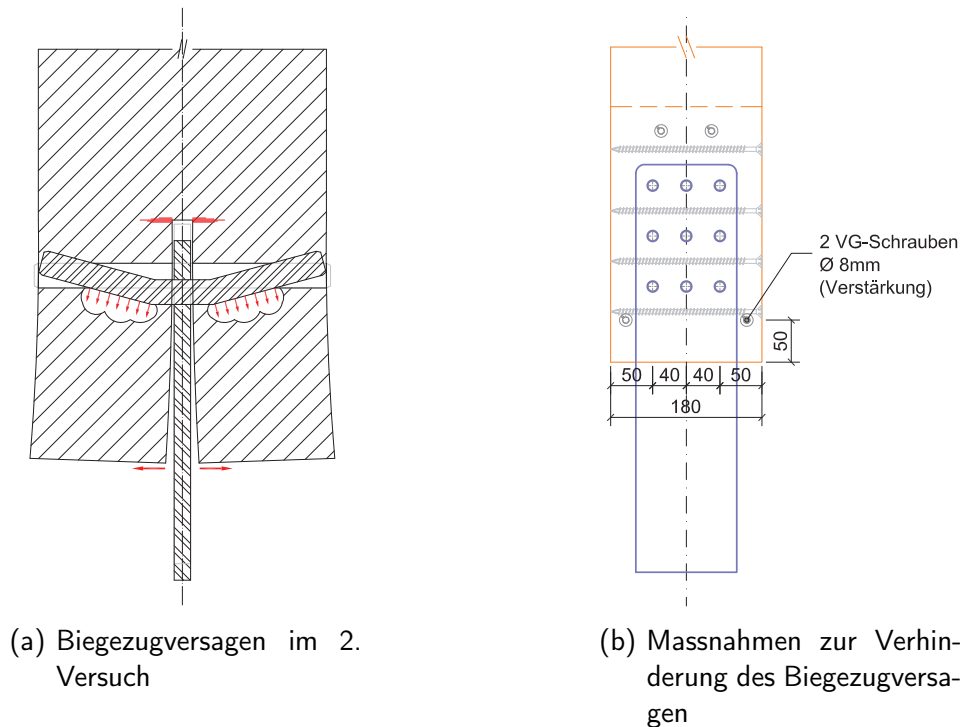 2 VG-Schrauben
Ø 8mm
(Verstärkung)
50
50 40 40 50
180
(a) Biegezugversagen im 2.
Versuch
(b) Massnahmen zur Verhin-
derung des Biegezugversa-
gen